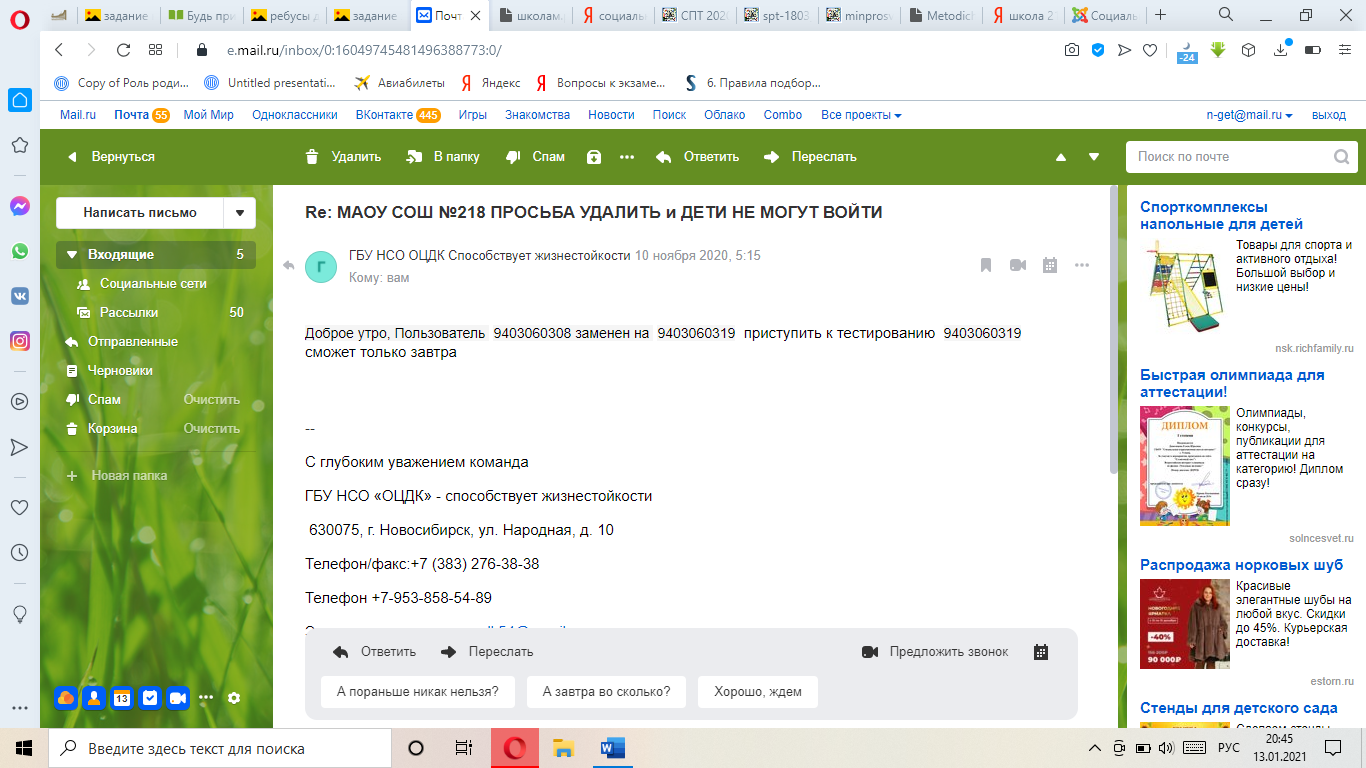 задание
Будь при
ребусы д
задание
Почт
школам.
социаль
СПТ 202
spt-1803
minpros
Metodich
школа 2
Социаль
e.mail.ru/inbox/0:16049745481496388773:0/
-24
Copy of Роль роди...
Untitled presentati...
Авиабилеты
Яндекс
Вопросы к экзаме...
6. Правила подбор...
Mail.ru Почта 55 Мой Мир Одноклассники ВКонтакте 445 Игры Знакомства Новости Поиск Облако Combo Все проекты
n-get@mail.ru выход
Вернуться
Удалить В папку Спам Ответить Переслать
Поиск по почте
Написать письмо
Входящие 5
Социальные сети
Рассылки 50
Отправленные
Черновики
Спам Очистить
Корзина Очистить
Новая папка
13
Re: МАОУ СОШ №218 ПРОСЬБА УДАЛИТЬ и ДЕТИ НЕ МОГУТ ВОЙТИ
Г
ГБУ НСО ОЦДК Способствует жизнестойкости 10 ноября 2020, 5:15
Кому: вам
Доброе утро, Пользователь 9403060308 заменен на 9403060319 приступить к тестированию 9403060319
сможет только завтра
--
С глубоким уважением команда
ГБУ НСО «ОЦДК» - способствует жизнестойкости
630075, г. Новосибирск, ул. Народная, д. 10
Телефон/факс:+7 (383) 276-38-38
Телефон +7-953-858-54-89
Ответить Переслать Предложить звонок
А пораньше никак нельзя? А завтра во сколько? Хорошо, ждем
Спорткомплексы
напольные для детей
Товары для спорта и
активного отдыха!
Большой выбор и
низкие цены!
nsk.richfamily.ru
Быстрая олимпиада для
аттестации!
ДИПЛОМ
Олимпиады,
конкурсы,
публикации для
аттестации на
категорию! Диплом
сразу!
solncesvet.ru
Распродажа норковых шуб
-40%
90 000₽
Красивые
элегантные шубы на
любой вкус. Скидки
до 45%. Курьерская
доставка!
estorn.ru
Стенды для детского сада
Введите здесь текст для поиска
РУС
20:45
13.01.2021